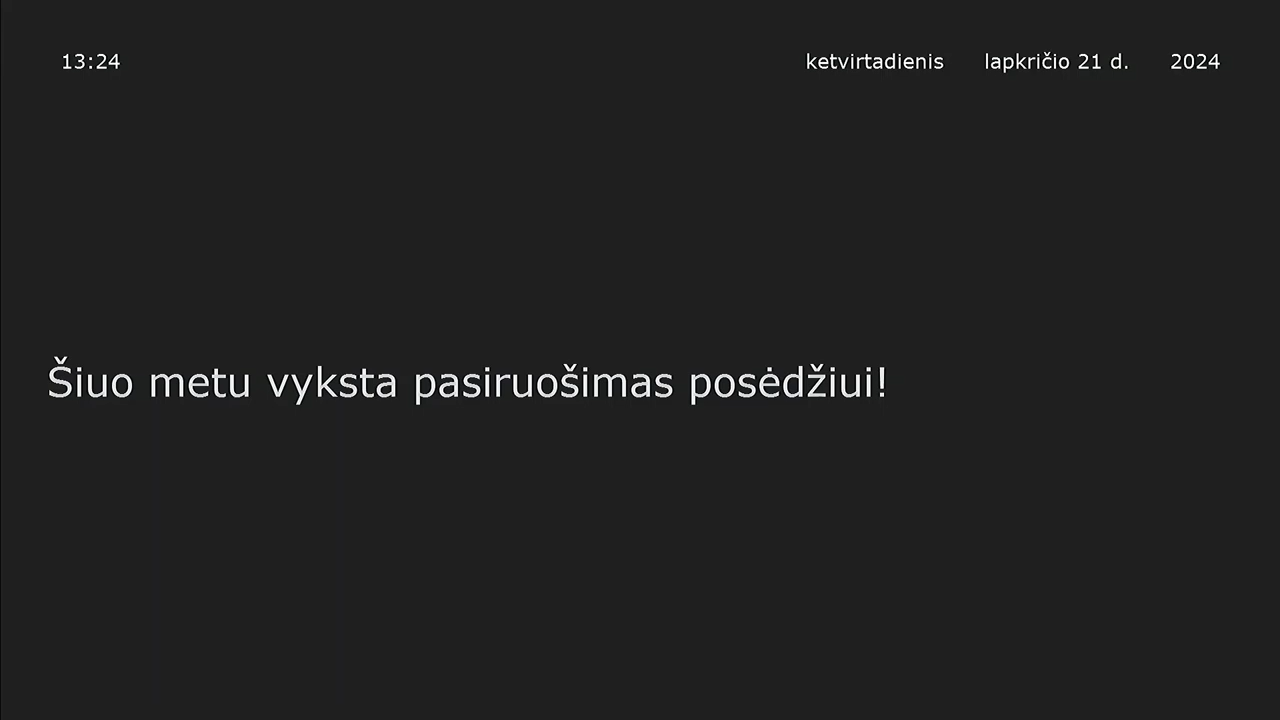 13:24 ketvirtadienis lapkričio 21 d. 2024
Šiuo metu vyksta pasiruošimas posėdžiui!